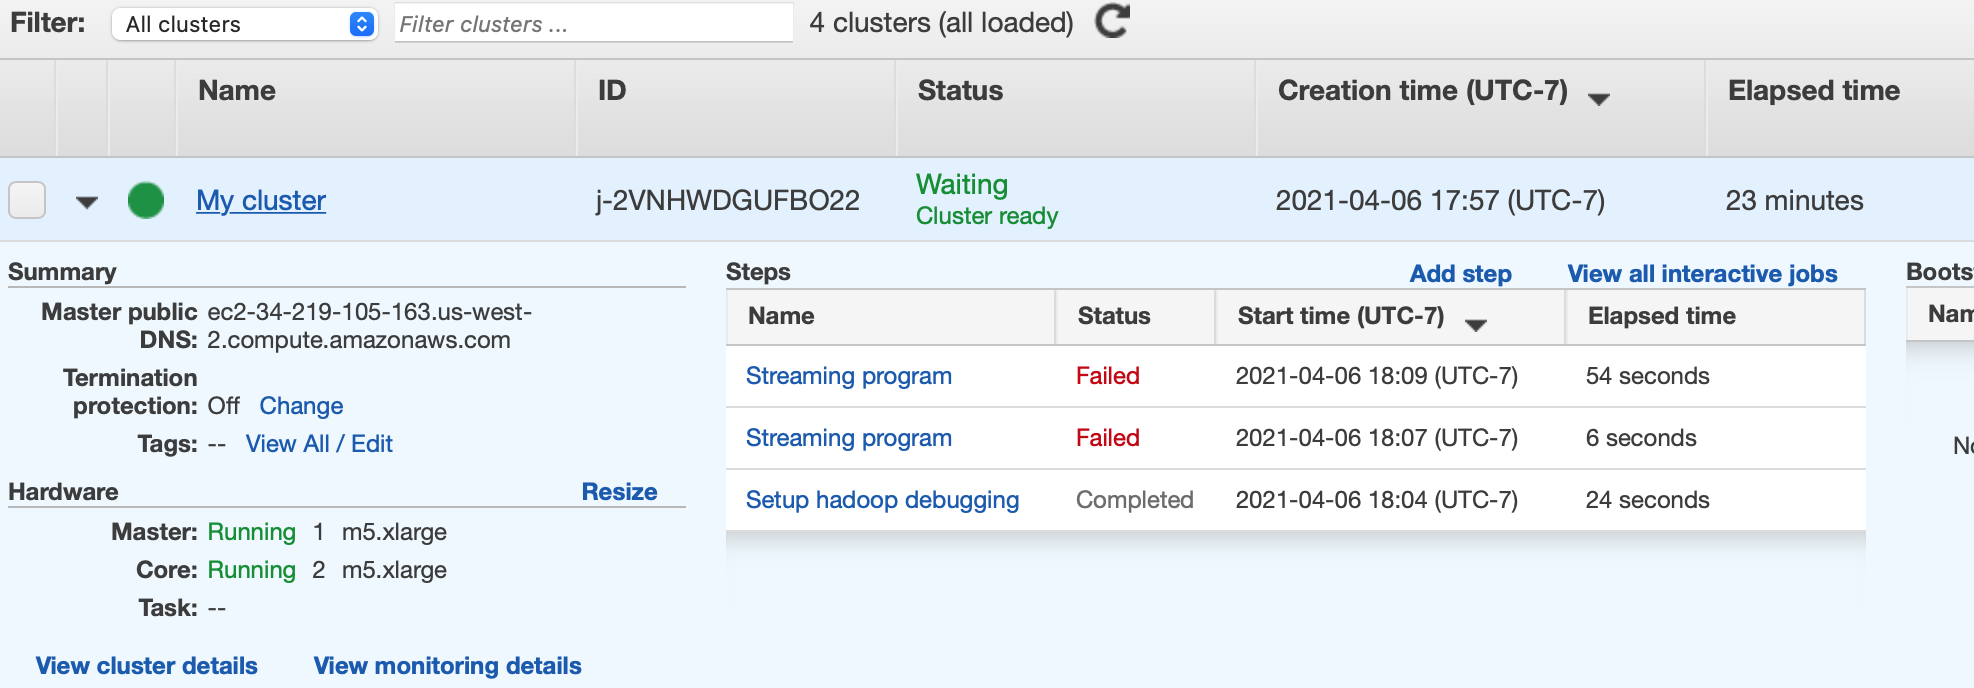 Filter: All clusters Filter clusters ... 4 clusters (all loaded)
Name ID Status Creation time (UTC-7) Elapsed time
My cluster j-2VNHWDGUFBO22 Waiting 2021-04-06 17:57 (UTC-7) 23 minutes
Cluster ready
Summary
Master public ec2-34-219-105-163.us-west-
DNS: 2.compute.amazonaws.com
Termination
protection: Off Change
Tags: -- View All / Edit
Hardware Resize
Master: Running 1 m5.xlarge
Core: Running 2 m5.xlarge
Task: --
View cluster details View monitoring details
Steps Add step View all interactive jobs
Name Status Start time (UTC-7) Elapsed time
Streaming program Failed 2021-04-06 18:09 (UTC-7) 54 seconds
Streaming program Failed 2021-04-06 18:07 (UTC-7) 6 seconds
Setup hadoop debugging Completed 2021-04-06 18:04 (UTC-7) 24 seconds